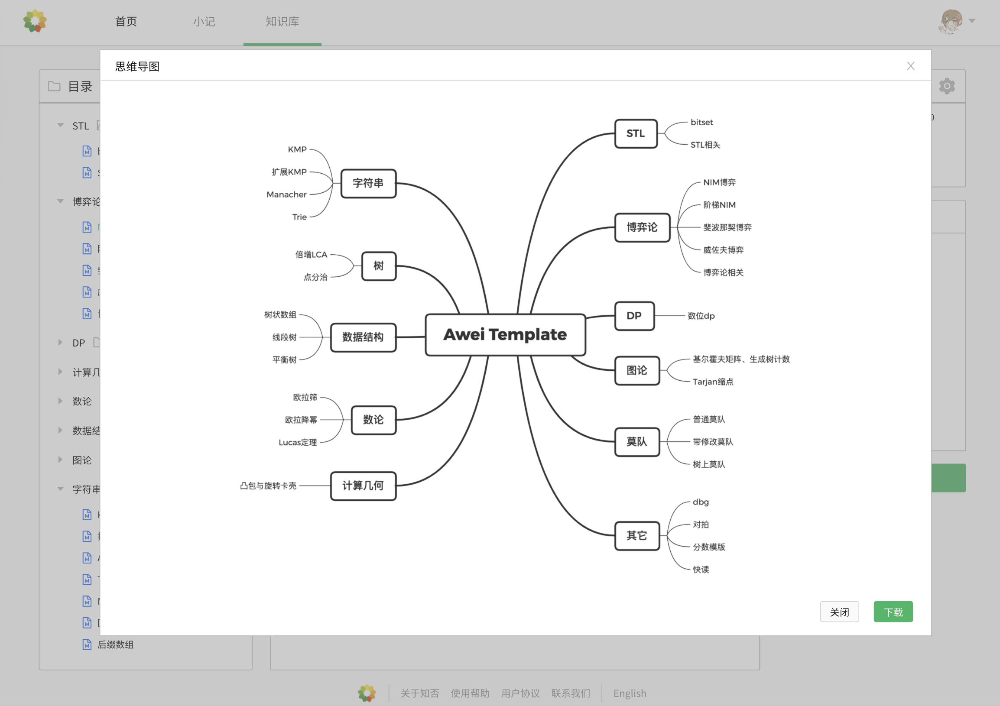 首页
小记
知识库
思维导图
目录
STL
博弈论
DP
计算几
数论
数据结
图论
字符串
后缀数组
KMP
扩展KMP
Manacher
Trie
字符串
倍增LCA
点分治
树
树状数组
线段树
平衡树
数据结构
欧拉筛
欧拉降幂
Lucas定理
数论
凸包与旋转卡壳
计算几何
Awei Template
STL
bitset
STL相关
博弈论
NIM博弈
阶梯NIM
斐波那契博弈
威佐夫博弈
博弈论相关
DP
数位dp
图论
基尔霍夫矩阵、生成树计数
Tarjan缩点
莫队
普通莫队
带修改莫队
树上莫队
其它
dbg
对拍
分数模版
快读
关闭
下载
关于知否
使用帮助
用户协议
联系我们
English